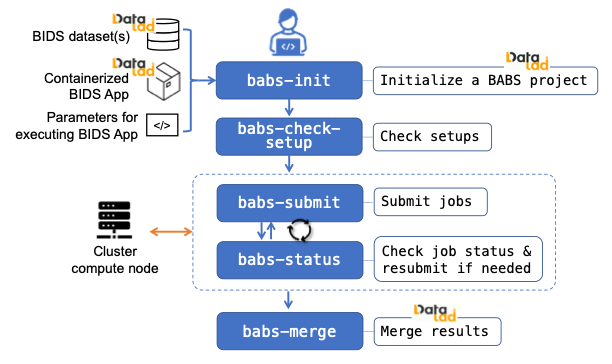 Data
lad
BIDS dataset(s)
Data
lad
Containerized
BIDS App
Parameters for
executing BIDS App
</>
</>
babs-init
Data
lad
Initialize a BABS project
babs-check-
setup
Check setups
babs-submit
Submit jobs
Cluster
compute node
babs-status
Check job status &
resubmit if needed
babs-merge
Data
lad
Merge results